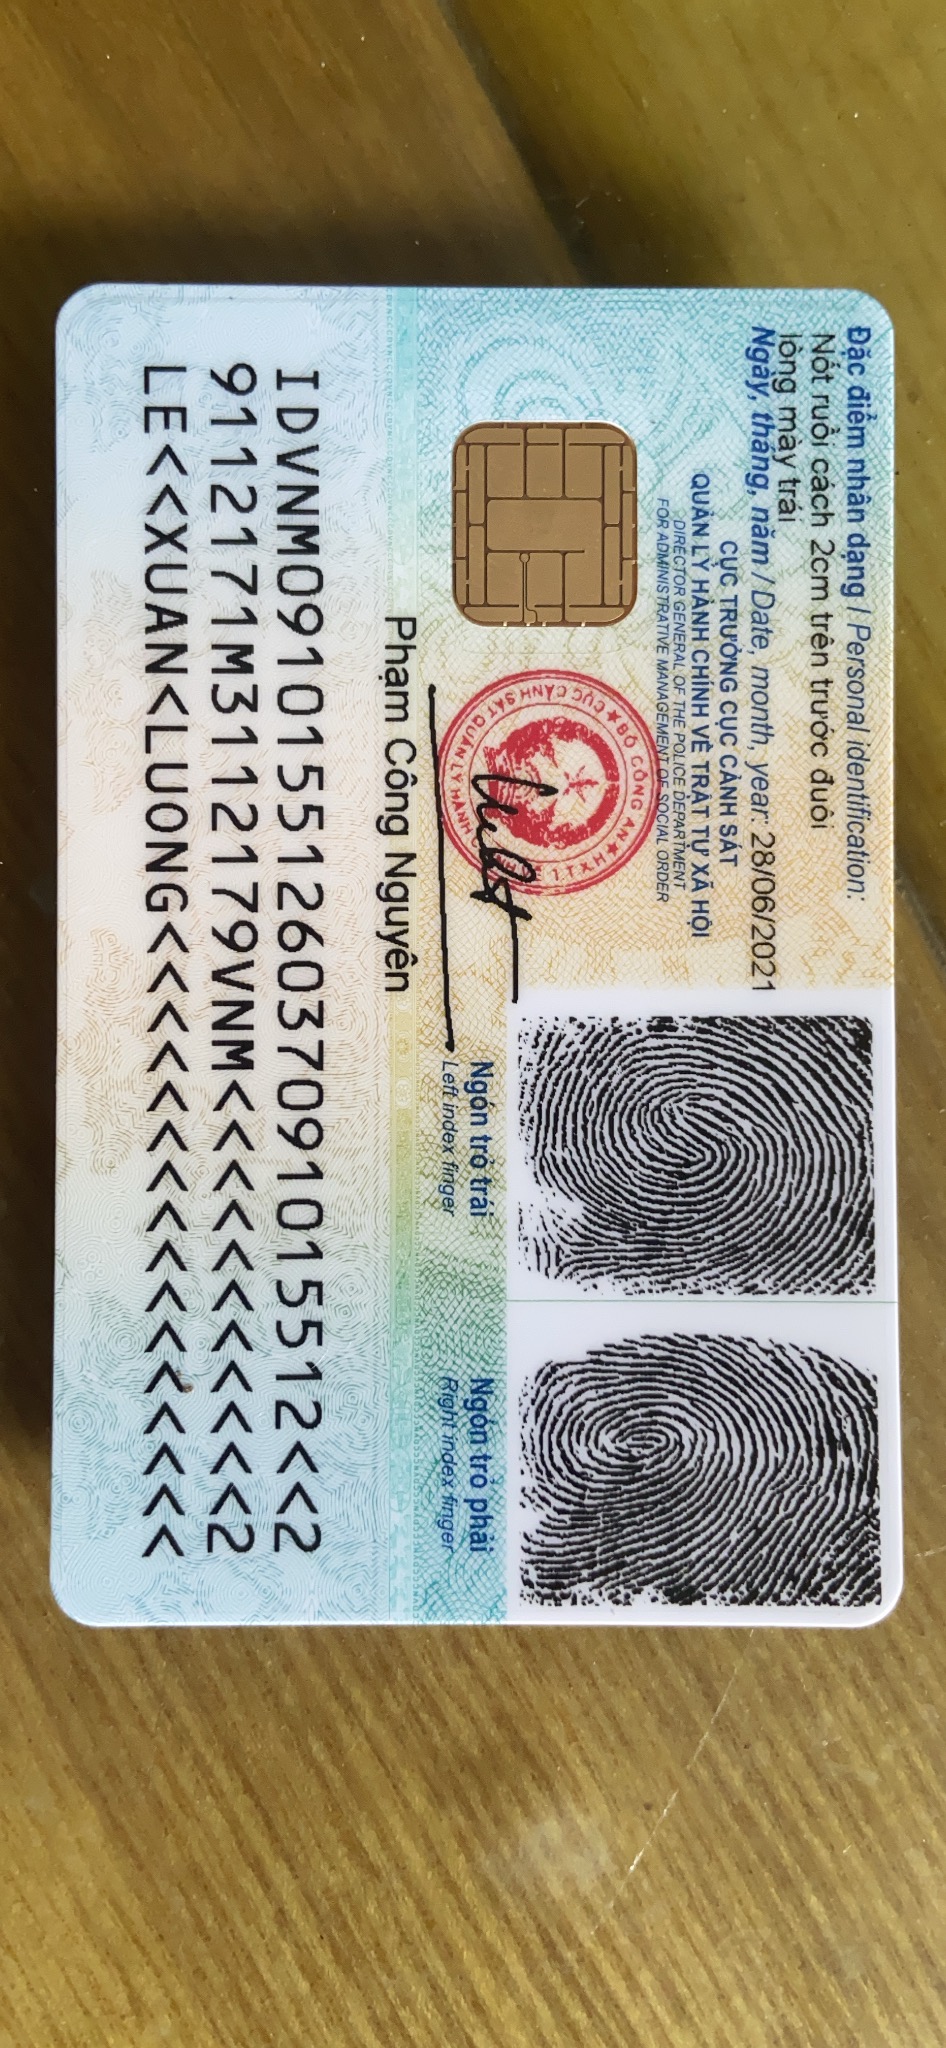 Đặc điểm nhân dạng / Personal identification:
Nốt ruồi cách 2cm trên trước đuôi
lông mày trái
Ngày, tháng, năm / Date, month, year: 28/06/2021
CỤC TRƯỞNG CỤC CẢNH SÁT
QUẢN LÝ HÀNH CHÍNH VỀ TRẬT TỰ XÃ HỘI
DIRECTOR GENERAL OF THE POLICE DEPARTMENT
FOR ADMINISTRATIVE MANAGEMENT OF SOCIAL ORDER
BỘ CÔNG AN
CỤC CẢNH SÁT QUẢN LÝ HÀNH
Phạm Công Nguyên
Ngón trỏ trái
Left index finger
Ngón trỏ phải
Right index finger
IDVNM0910155126037091015512<<2
9112171M3112179VNM<<<<<<<<<<<2
LE<<XUAN<LUONG<<<<<<<<<<<<<<<<